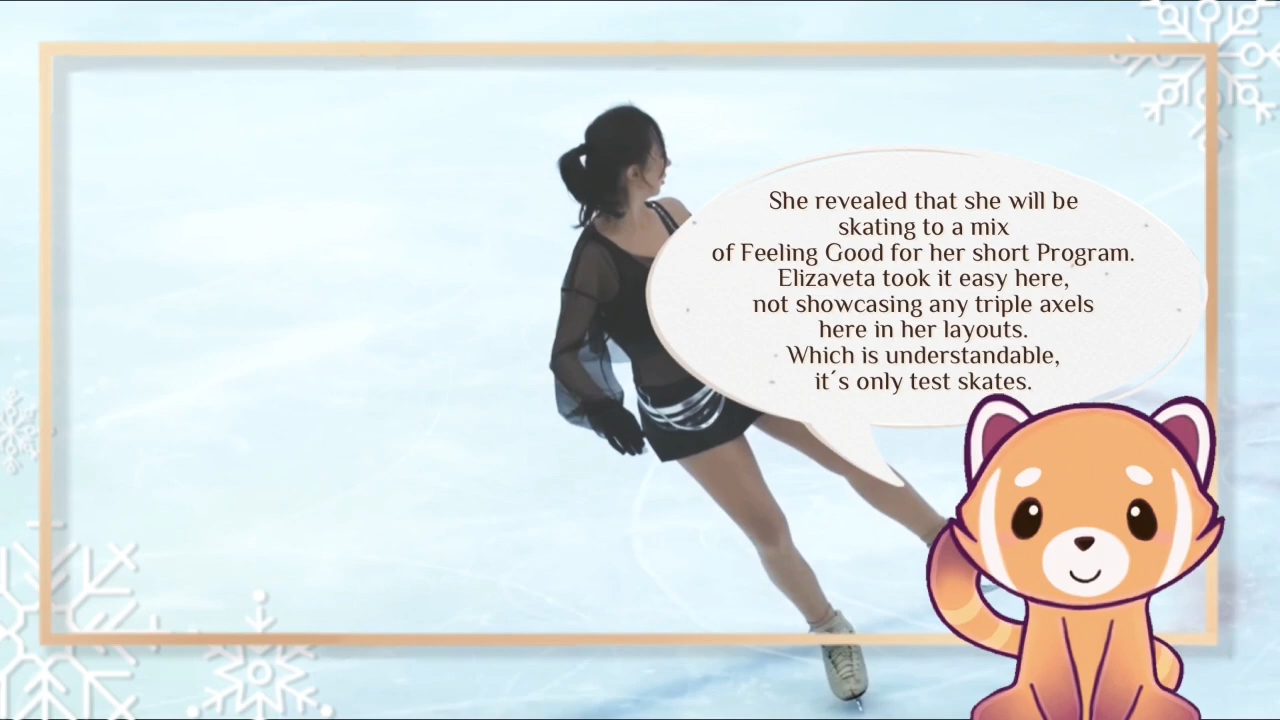 She revealed that she will be
skating to a mix
of Feeling Good for her short Program.
Elizaveta took it easy here,
not showcasing any triple axels
here in her layouts.
Which is understandable,
it´s only test skates.